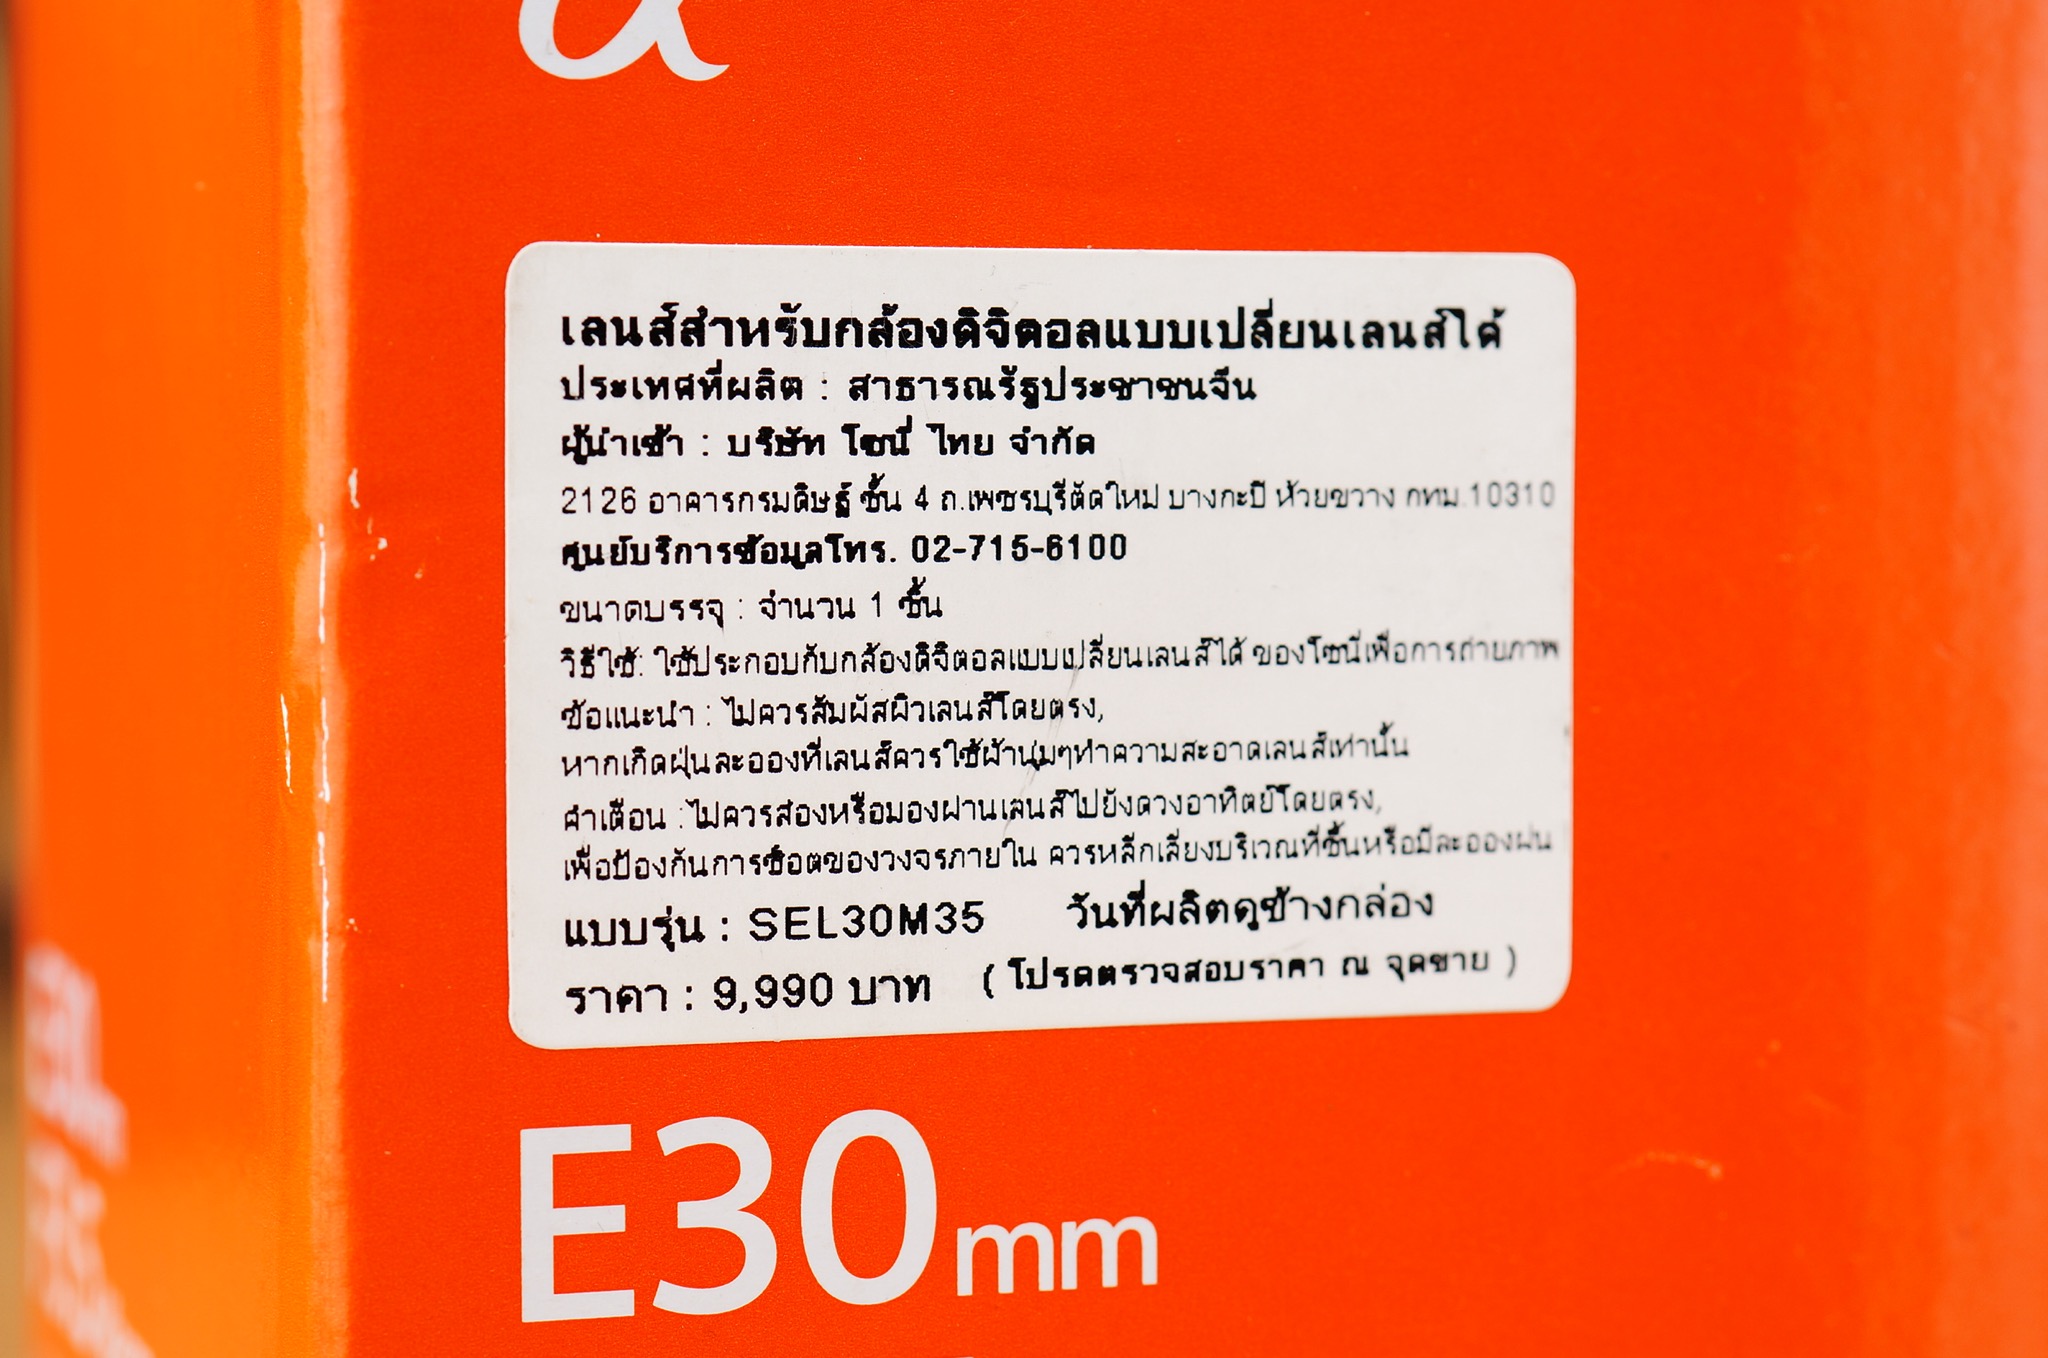 α
เลนส์สำหรับกล้องดิจิตอลแบบเปลี่ยนเลนส์ได้
ประเทศที่ผลิต : สาธารณรัฐประชาชนจีน
ผู้นำเข้า : บริษัท โซนี่ ไทย จำกัด
2126 อาคารกรมดิษฐ์ ชั้น 4 ถ.เพชรบุรีตัดใหม่ บางกะปิ ห้วยขวาง กทม.10310
ศูนย์บริการข้อมูลโทร. 02-715-6100
ขนาดบรรจุ : จำนวน 1 ชิ้น
วิธีใช้: ใช้ประกอบกับกล้องดิจิตอลแบบเปลี่ยนเลนส์ได้ ของโซนี่เพื่อการถ่ายภาพ
ข้อแนะนำ : ไม่ควรสัมผัสผิวเลนส์โดยตรง,
หากเกิดฝุ่นละอองที่เลนส์ควรใช้ผ้านุ่มๆทำความสะอาดเลนส์เท่านั้น
คำเตือน :ไม่ควรส่องหรือมองผ่านเลนส์ไปยังดวงอาทิตย์โดยตรง,
เพื่อป้องกันการช็อตของวงจรภายใน ควรหลีกเลี่ยงบริเวณที่ชื้นหรือมีละอองฝน
แบบรุ่น : SEL30M35 วันที่ผลิตดูข้างกล่อง
ราคา : 9,990 บาท ( โปรดตรวจสอบราคา ณ จุดขาย )
E30mm